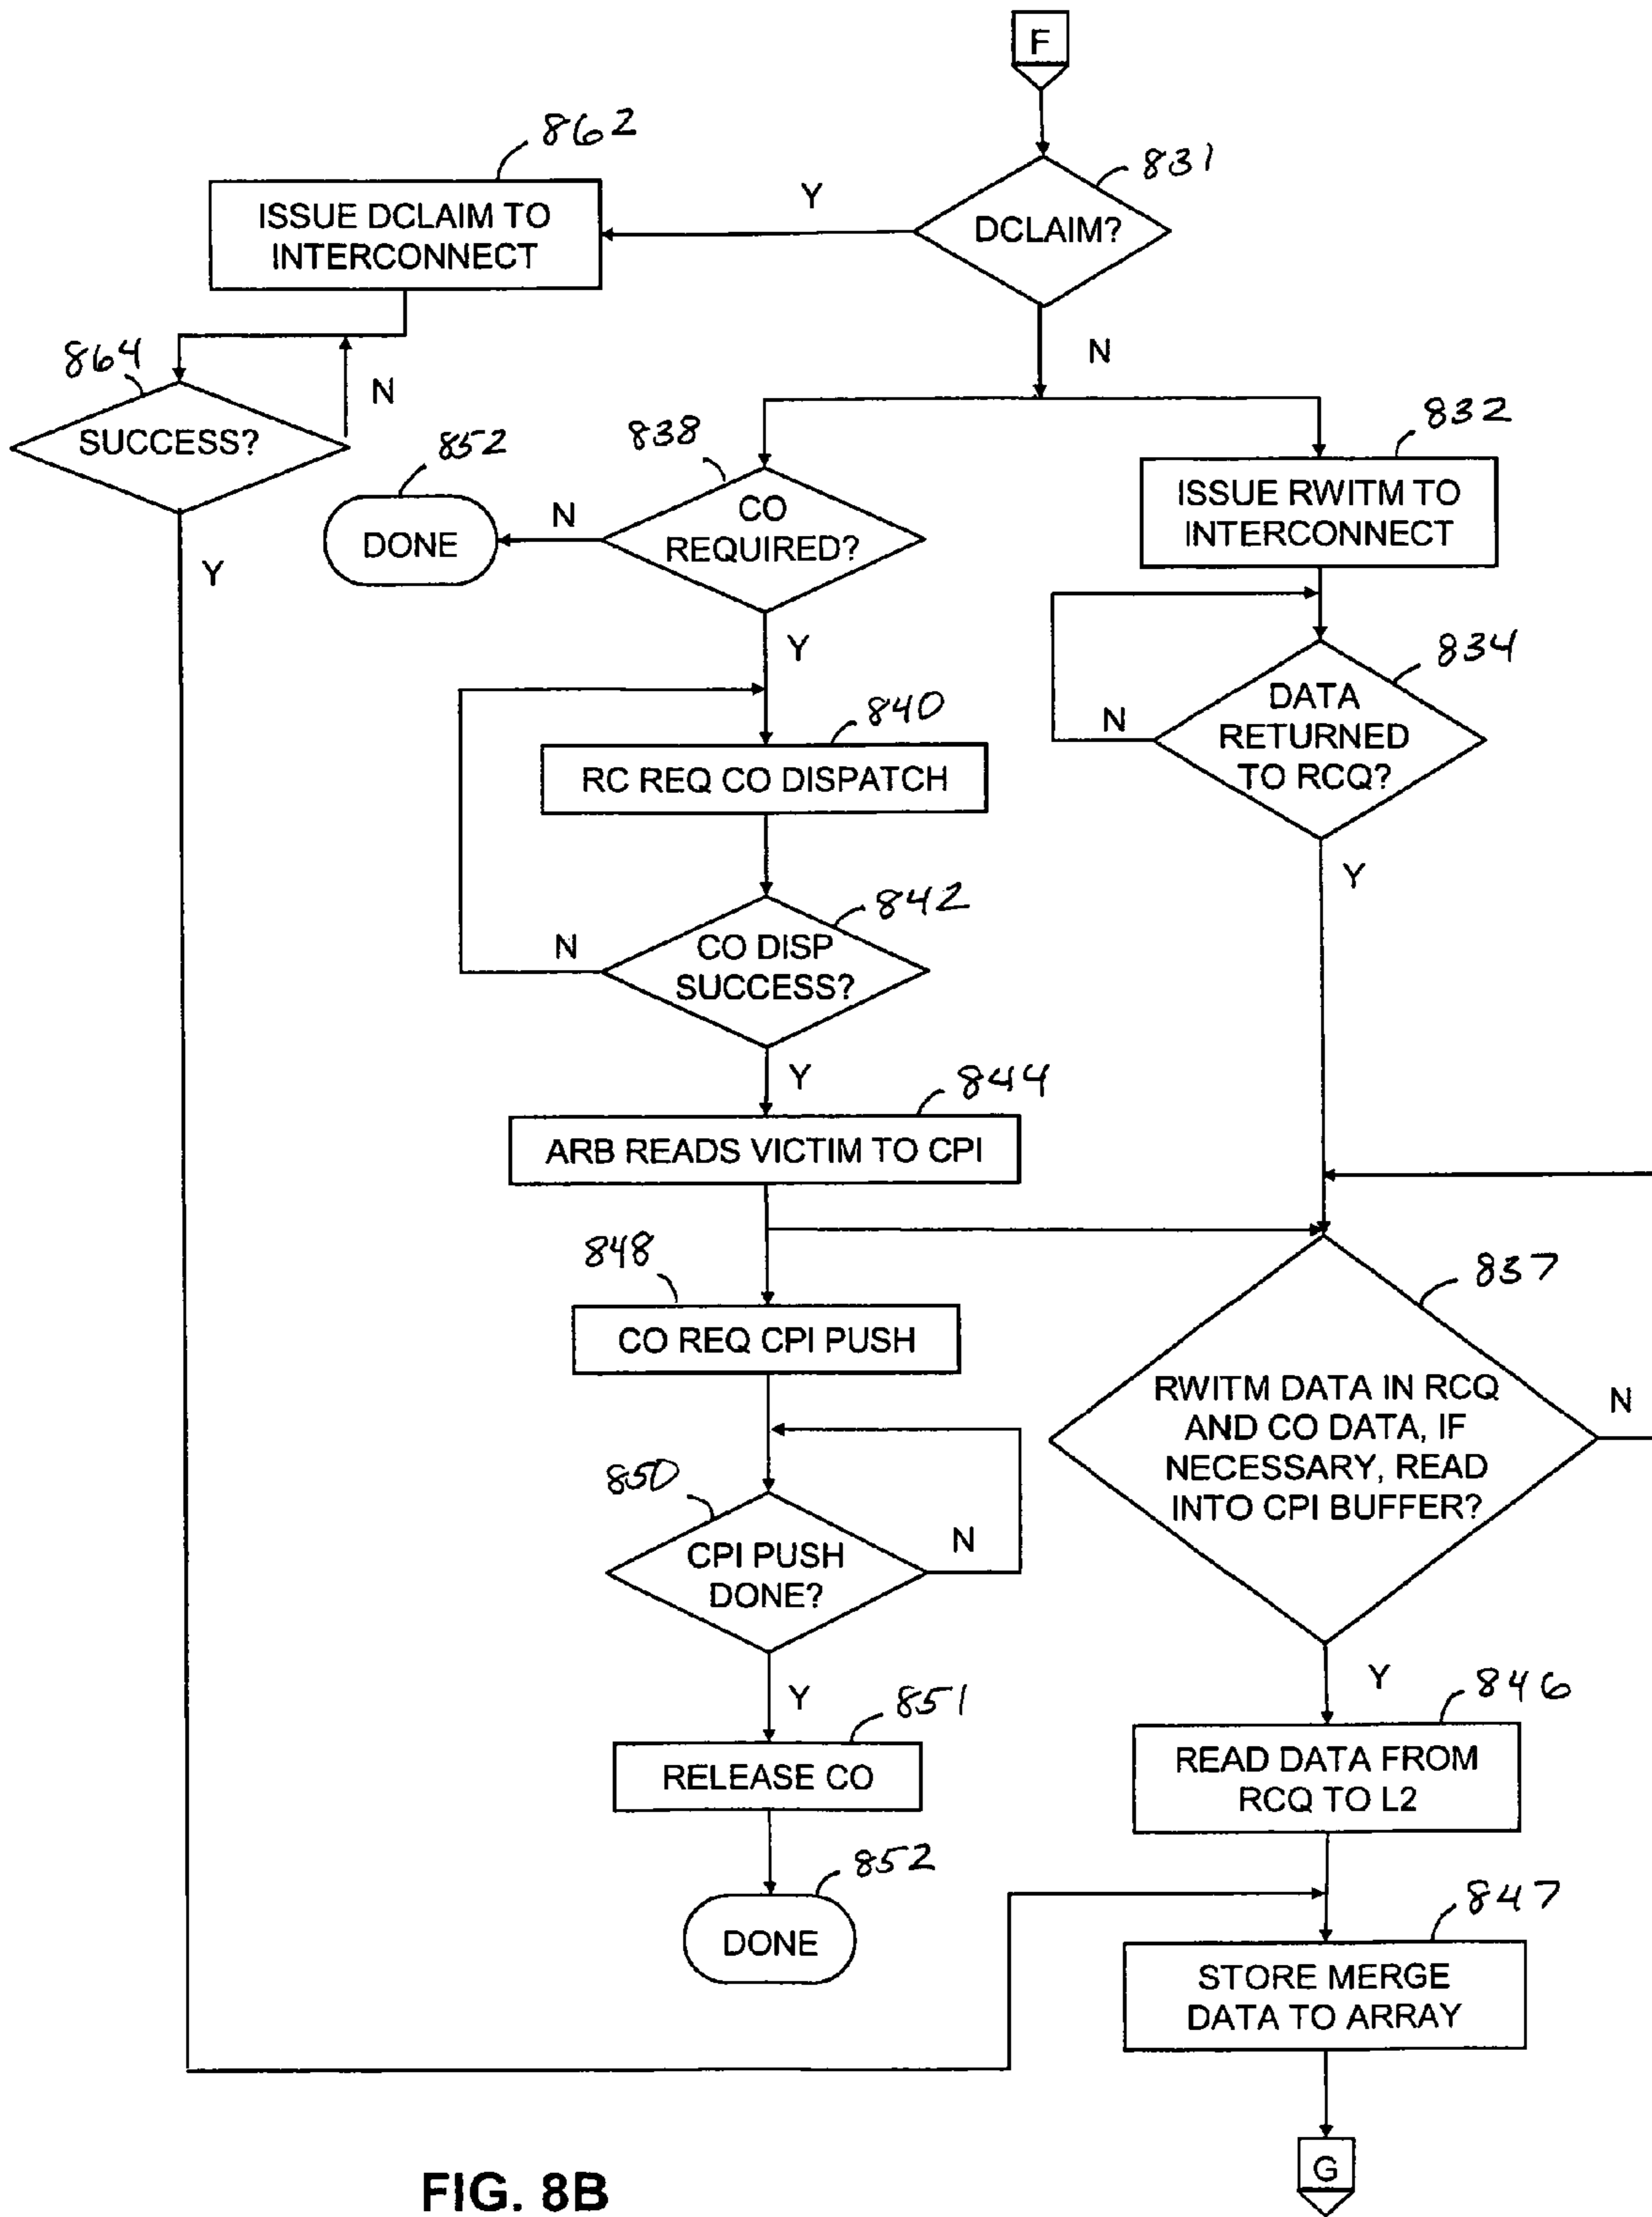 F
831
DCLAIM?
Y
N
862
ISSUE DCLAIM TO
INTERCONNECT
864
SUCCESS?
N
Y
838
CO
REQUIRED?
N
852
DONE
Y
832
ISSUE RWITM TO
INTERCONNECT
834
DATA
RETURNED
TO RCQ?
N
Y
840
RC REQ CO DISPATCH
842
CO DISP
SUCCESS?
N
Y
844
ARB READS VICTIM TO CPI
848
CO REQ CPI PUSH
850
CPI PUSH
DONE?
N
Y
851
RELEASE CO
852
DONE
837
RWITM DATA IN RCQ
AND CO DATA, IF
NECESSARY, READ
INTO CPI BUFFER?
N
Y
846
READ DATA FROM
RCQ TO L2
847
STORE MERGE
DATA TO ARRAY
G
FIG. 8B